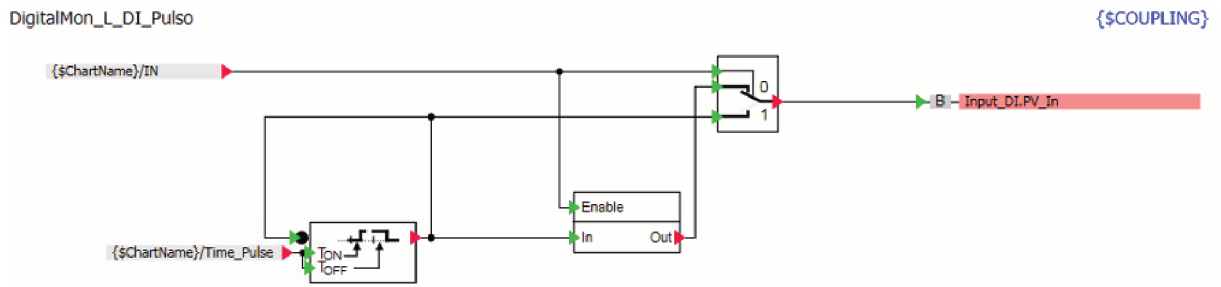 DigitalMon_L_DI_Pulso
{$COUPLING}
{$ChartName}/IN
0
1
B
Input_DI.PV_In
Enable
In
Out
{$ChartName}/Time_Pulse
TON
TOFF